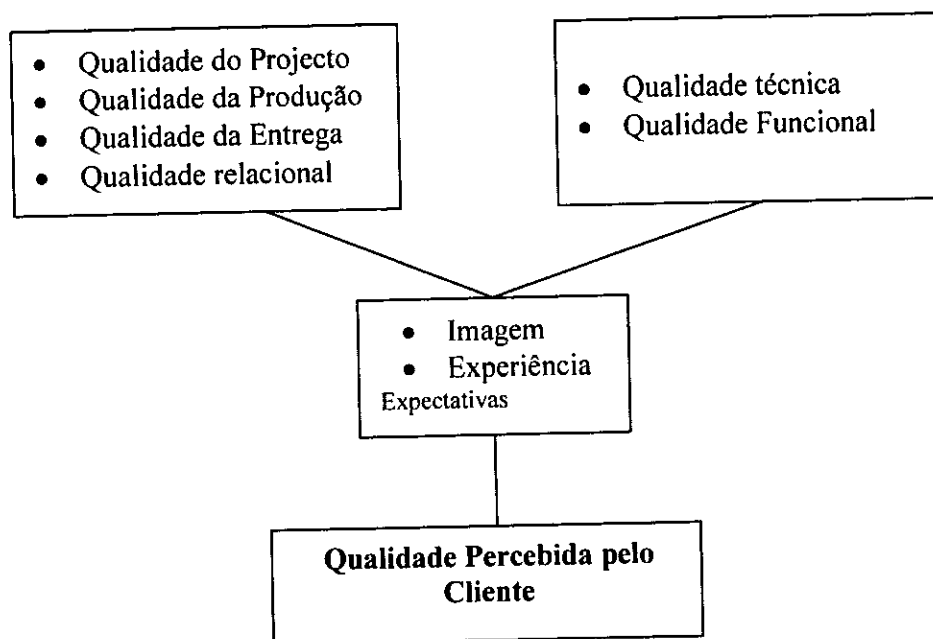 • Qualidade do Projecto
• Qualidade da Produção
• Qualidade da Entrega
• Qualidade relacional
• Qualidade técnica
• Qualidade Funcional
• Imagem
• Experiência
Expectativas
Qualidade Percebida pelo
Cliente